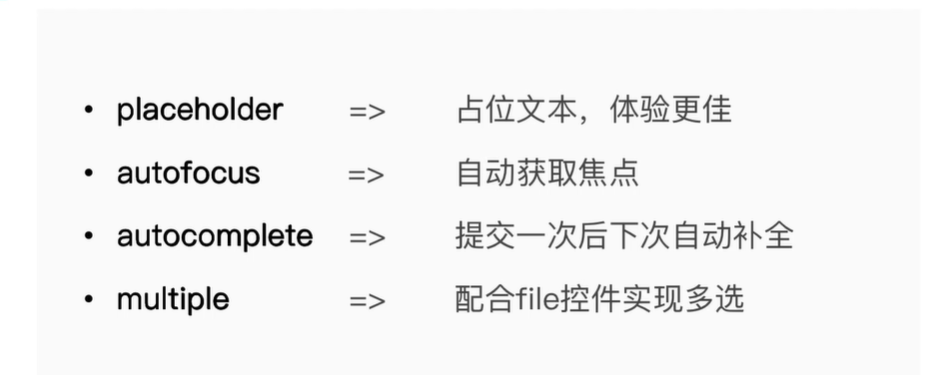 • placeholder => 占位文本，体验更佳
• autofocus => 自动获取焦点
• autocomplete => 提交一次后下次自动补全
• multiple => 配合file控件实现多选